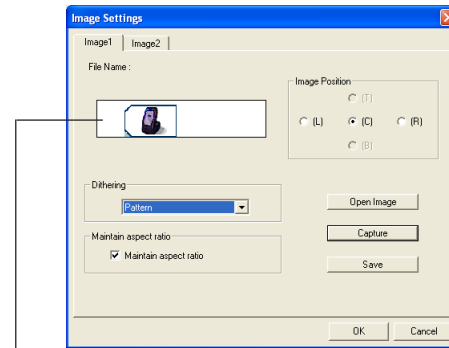 Image Settings
Image1 Image2
File Name :
Image Position
(T)
(L) (C) (R)
(B)
Dithering
Pattern
Open Image
Maintain aspect ratio
Capture
Maintain aspect ratio
Save
OK Cancel